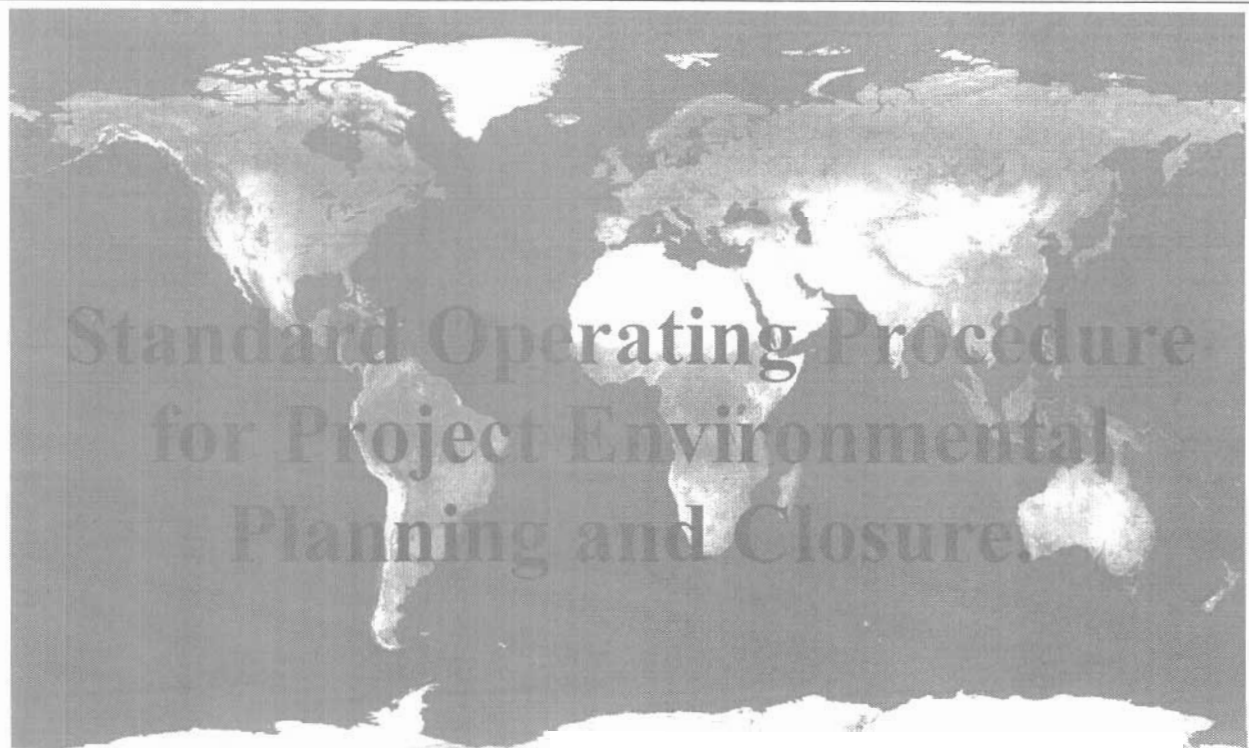 Standard Operating Procedure
for Project Environmental
Planning and Closure.